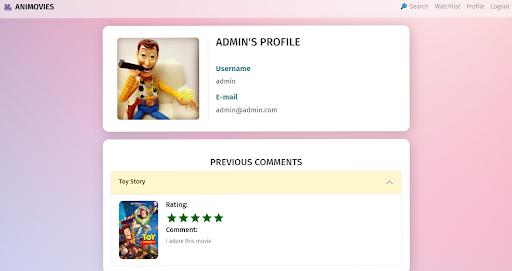 ANIMOVIES
Search Watchlist Profile Logout
ADMIN'S PROFILE
Username
admin
E-mail
admin@admin.com
PREVIOUS COMMENTS
Toy Story
Rating:
Comment:
I adore this movie
TOY